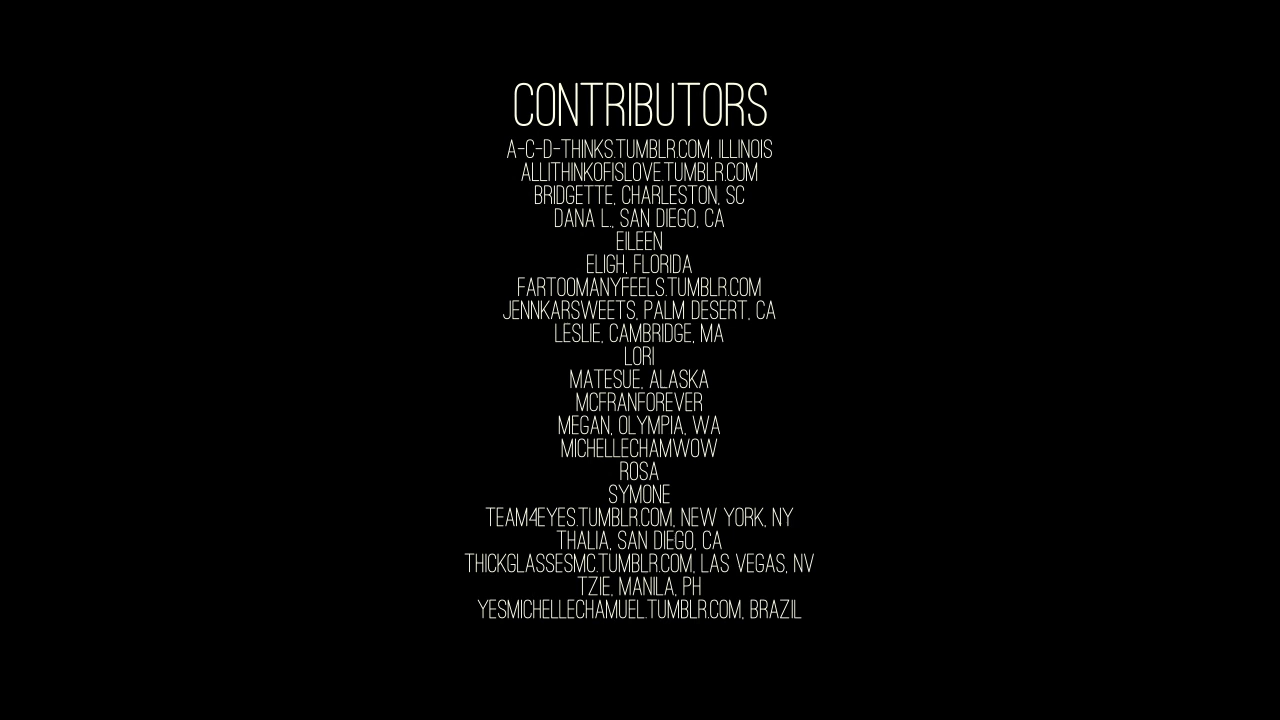 CONTRIBUTORS
A-C-D-THINKS.TUMBLR.COM, ILLINOIS
ALLITHINKOFISLOVE.TUMBLR.COM
BRIDGETTE, CHARLESTON, SC
DANA L., SAN DIEGO, CA
EILEEN
ELIGH, FLORIDA
FARTOOMANYFEELS.TUMBLR.COM
JENNKARSWEETS, PALM DESERT, CA
LESLIE, CAMBRIDGE, MA
LORI
MATESUE, ALASKA
MCFRANFOREVER
MEGAN, OLYMPIA, WA
MICHELLECHAMWOW
ROSA
SYMONE
TEAM4EYES.TUMBLR.COM, NEW YORK, NY
THALIA, SAN DIEGO, CA
THICKGLASSESMC.TUMBLR.COM, LAS VEGAS, NV
TZIE, MANILA, PH
YESMICHELLECHAMUEL.TUMBLR.COM, BRAZIL